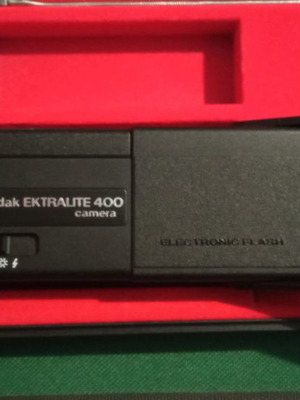 dak EKTRALITE 400
camera
ELECTRONIC FLASH